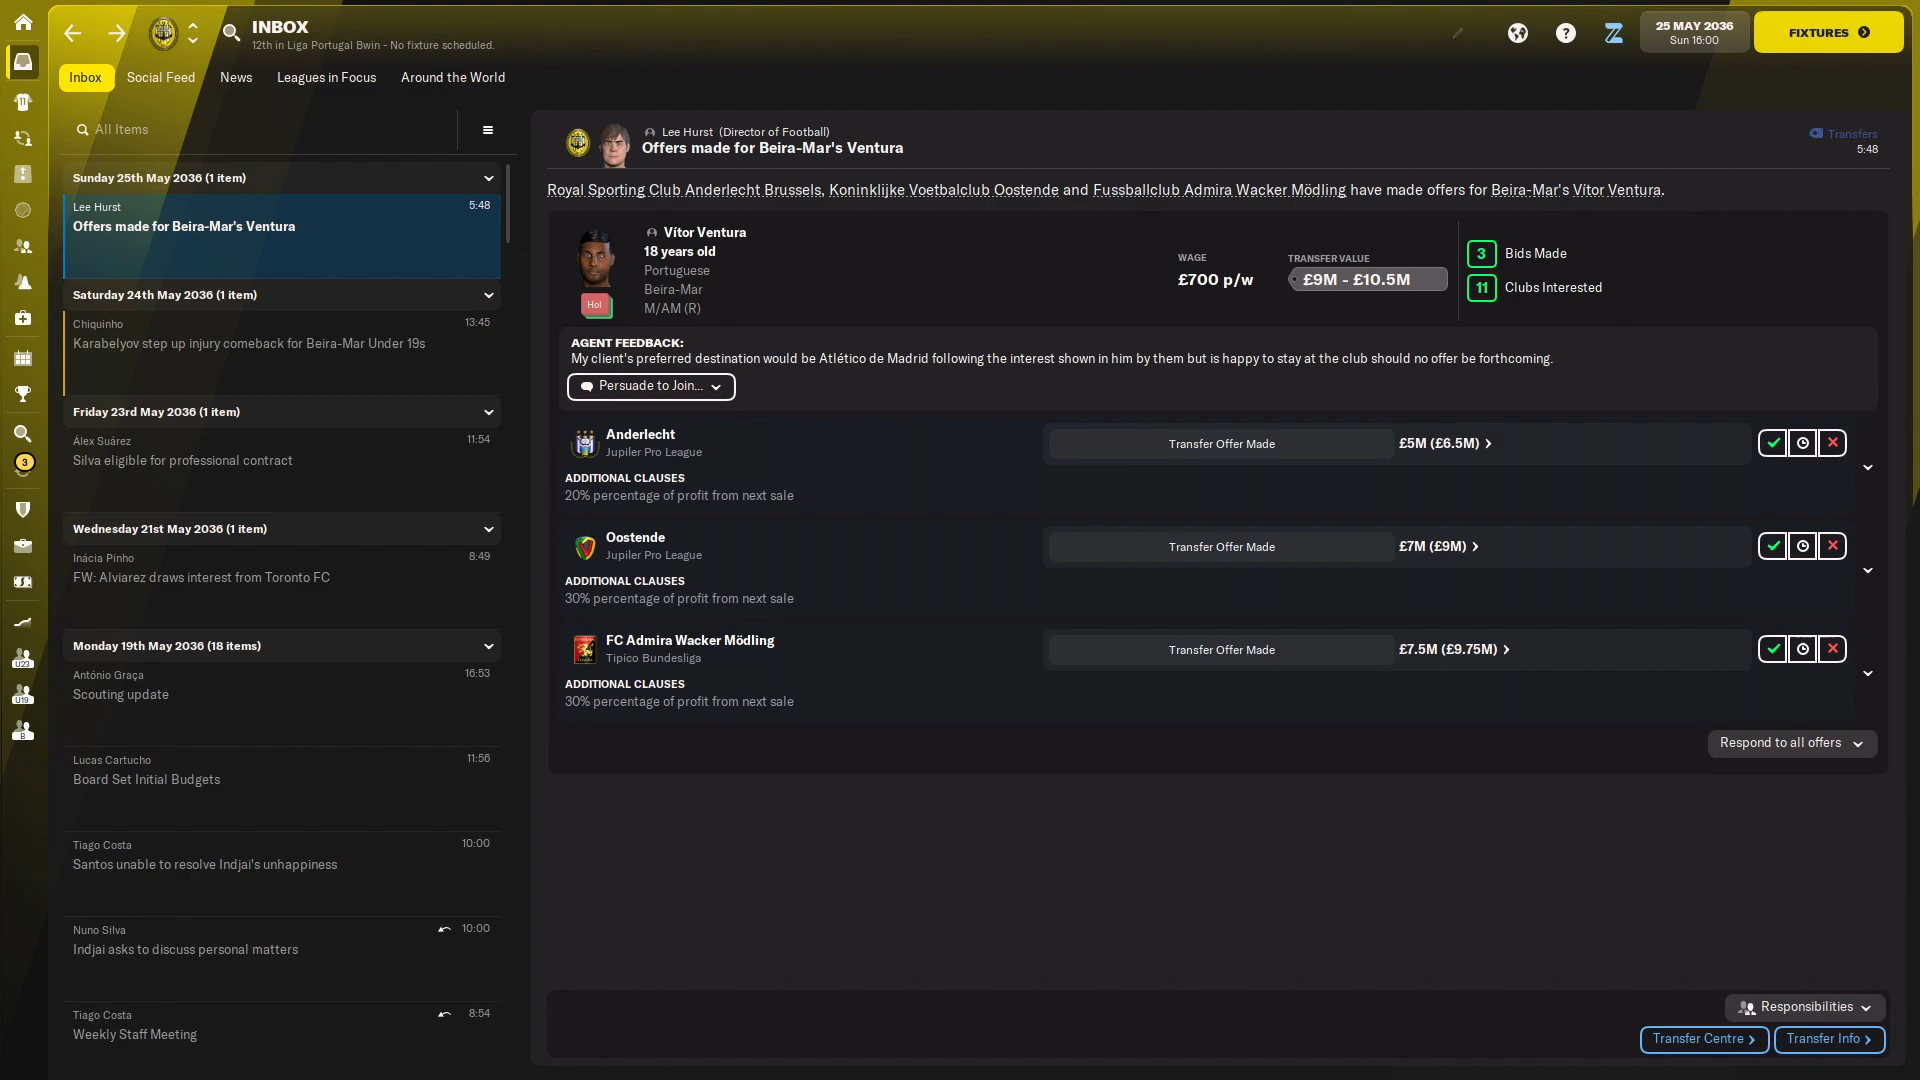 INBOX
12th in Liga Portugal Bwin - No fixture scheduled.
25 MAY 2036
Sun 16:00
FIXTURES
Inbox
Social Feed
News
Leagues in Focus
Around the World
All Items
Sunday 25th May 2036 (1 item)
Lee Hurst
5:48
Offers made for Beira-Mar's Ventura
Saturday 24th May 2036 (1 item)
Chiquinho
13:45
Karabelyov step up injury comeback for Beira-Mar Under 19s
Friday 23rd May 2036 (1 item)
Álex Suárez
11:54
Silva eligible for professional contract
Wednesday 21st May 2036 (1 item)
Inácia Pinho
8:49
FW: Alviarez draws interest from Toronto FC
Monday 19th May 2036 (18 items)
António Graça
16:53
Scouting update
Lucas Cartucho
11:56
Board Set Initial Budgets
Tiago Costa
10:00
Santos unable to resolve Indjai's unhappiness
Nuno Silva
10:00
Indjai asks to discuss personal matters
Tiago Costa
8:54
Weekly Staff Meeting
11
3
U23
U19
B
Lee Hurst (Director of Football)
Offers made for Beira-Mar's Ventura
Transfers
5:48
Royal Sporting Club Anderlecht Brussels, Koninklijke Voetbalclub Oostende and Fussballclub Admira Wacker Mödling have made offers for Beira-Mar's Vítor Ventura.
Vítor Ventura
18 years old
Portuguese
Beira-Mar
M/AM (R)
Hol
WAGE
£700 p/w
TRANSFER VALUE
£9M - £10.5M
3 Bids Made
11 Clubs Interested
AGENT FEEDBACK:
My client's preferred destination would be Atlético de Madrid following the interest shown in him by them but is happy to stay at the club should no offer be forthcoming.
Persuade to Join...
Anderlecht
Jupiler Pro League
Transfer Offer Made
£5M (£6.5M)
ADDITIONAL CLAUSES
20% percentage of profit from next sale
Oostende
Jupiler Pro League
Transfer Offer Made
£7M (£9M)
ADDITIONAL CLAUSES
30% percentage of profit from next sale
FC Admira Wacker Mödling
Tipico Bundesliga
Transfer Offer Made
£7.5M (£9.75M)
ADDITIONAL CLAUSES
30% percentage of profit from next sale
Respond to all offers
Responsibilities
Transfer Centre
Transfer Info